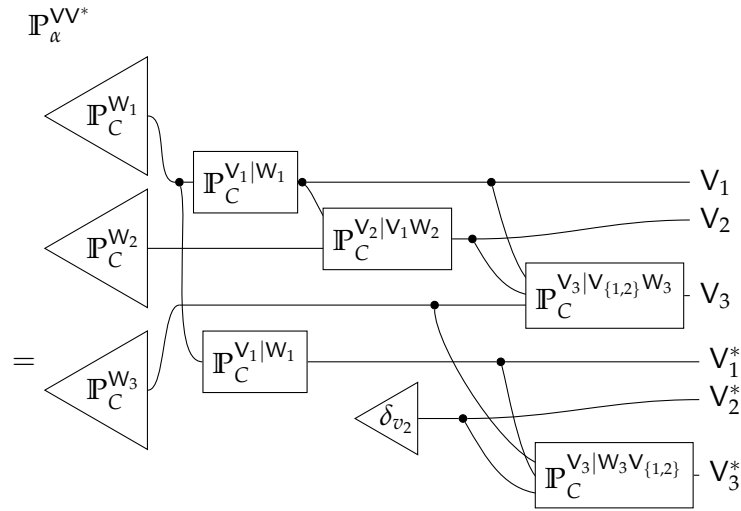 ℙ_α^{VV*}
ℙ_C^{W_1}
ℙ_C^{V_1|W_1} V_1
ℙ_C^{W_2} ℙ_C^{V_2|V_1W_2} V_2
ℙ_C^{V_3|V_{\{1,2\}}W_3} V_3
= ℙ_C^{W_3} ℙ_C^{V_1|W_1} V_1^*
δ_{v_2} V_2^*
ℙ_C^{V_3|W_3V_{\{1,2\}}} V_3^*